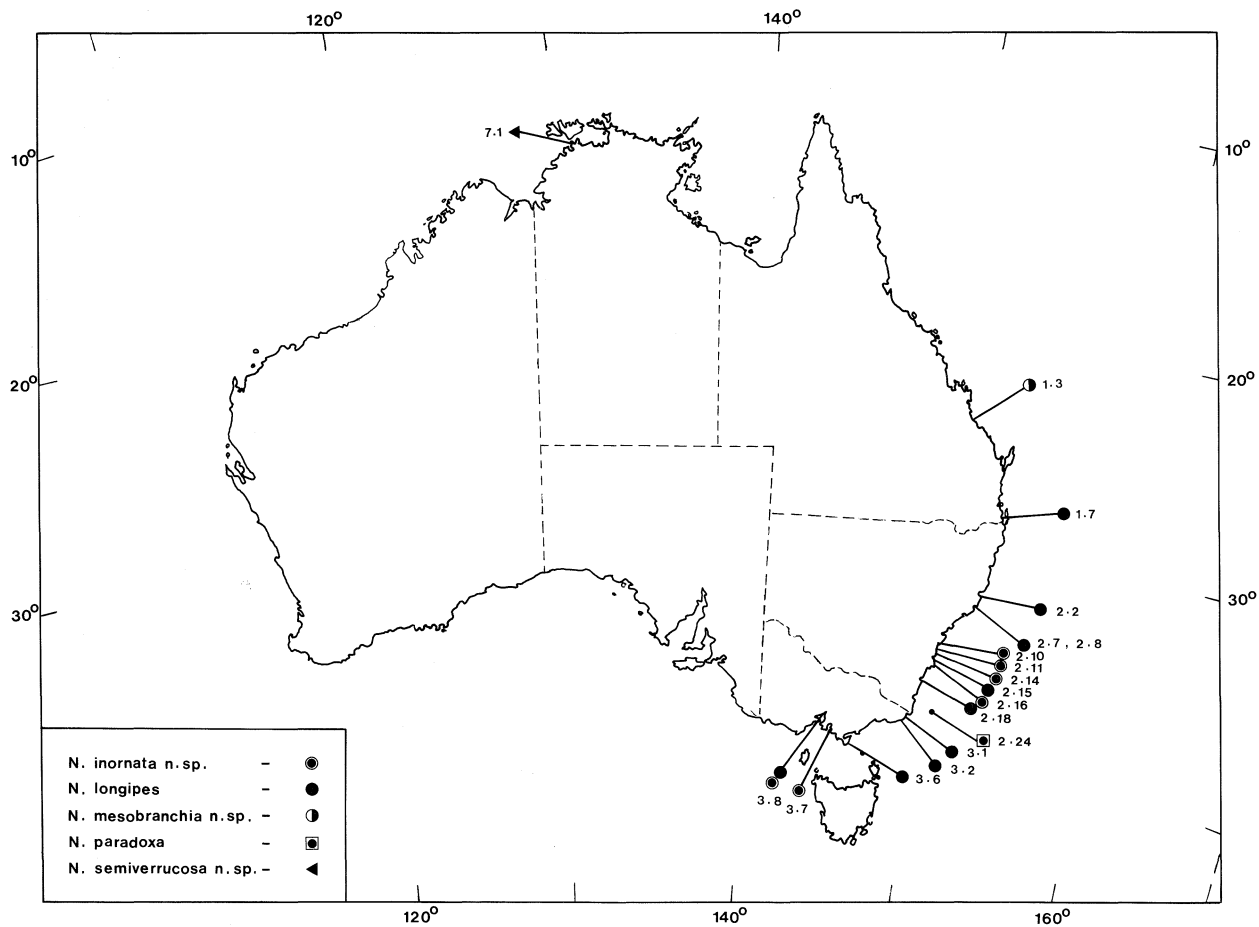 120° 140°
7.1
10° 10°
20° 20°
1.3
1.7
30° 30°
2.2
2.7 , 2.8
2.10
2.11
2.14
2.15
2.16
2.18
2.24
3.1
3.2
3.6
3.8 3.7
N. inornata n.sp. –
N. longipes –
N. mesobranchia n.sp. –
N. paradoxa –
N. semiverrucosa n.sp. –
120° 140° 160°